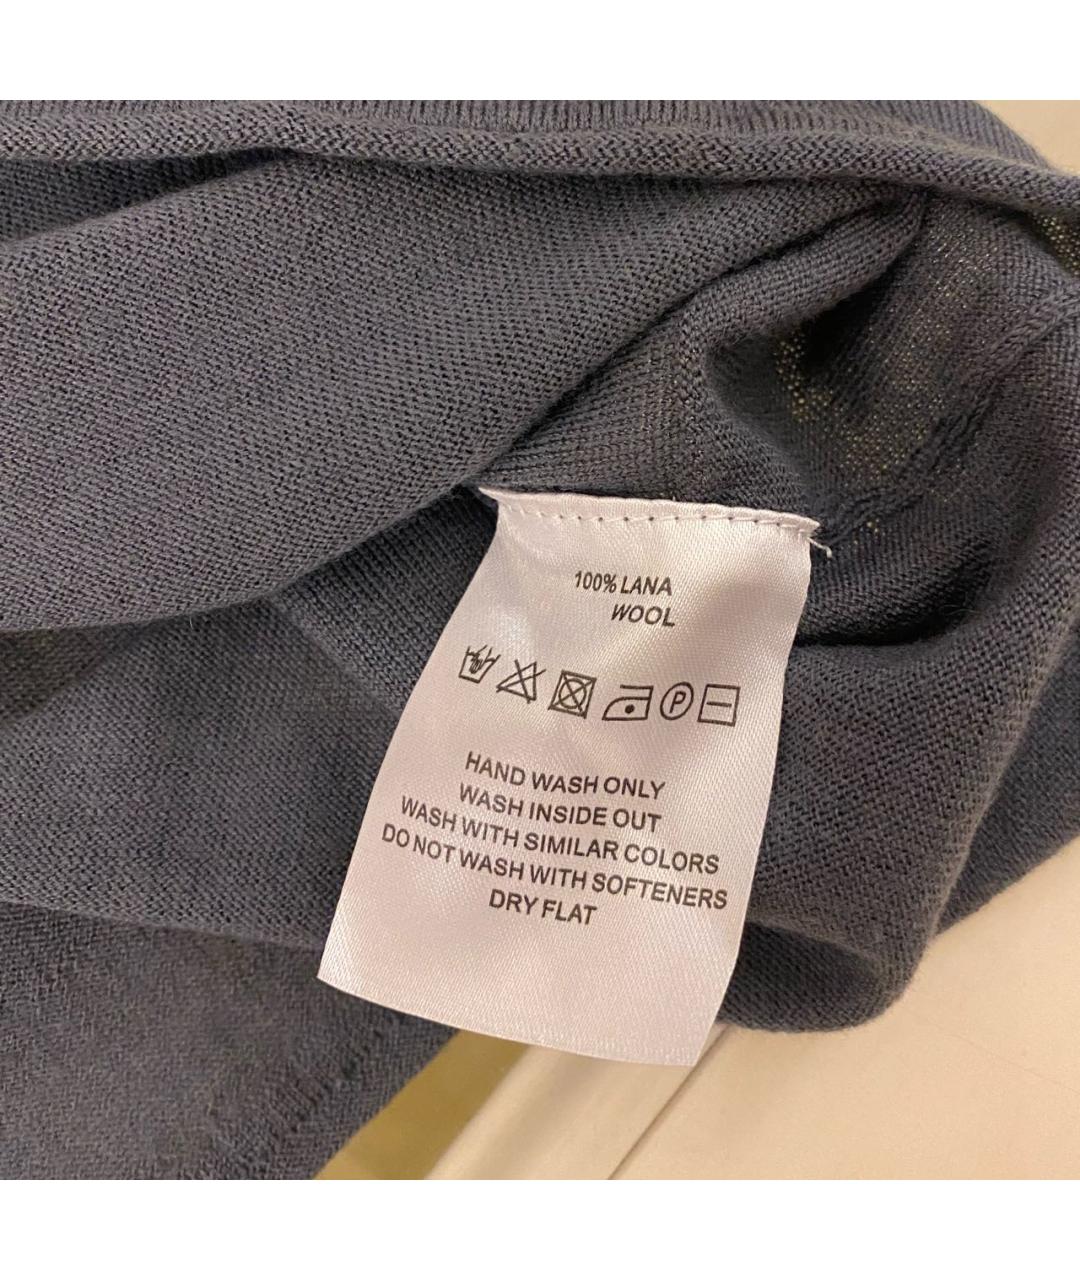 100% LANA
WOOL
P
HAND WASH ONLY
WASH INSIDE OUT
WASH WITH SIMILAR COLORS
DO NOT WASH WITH SOFTENERS
DRY FLAT